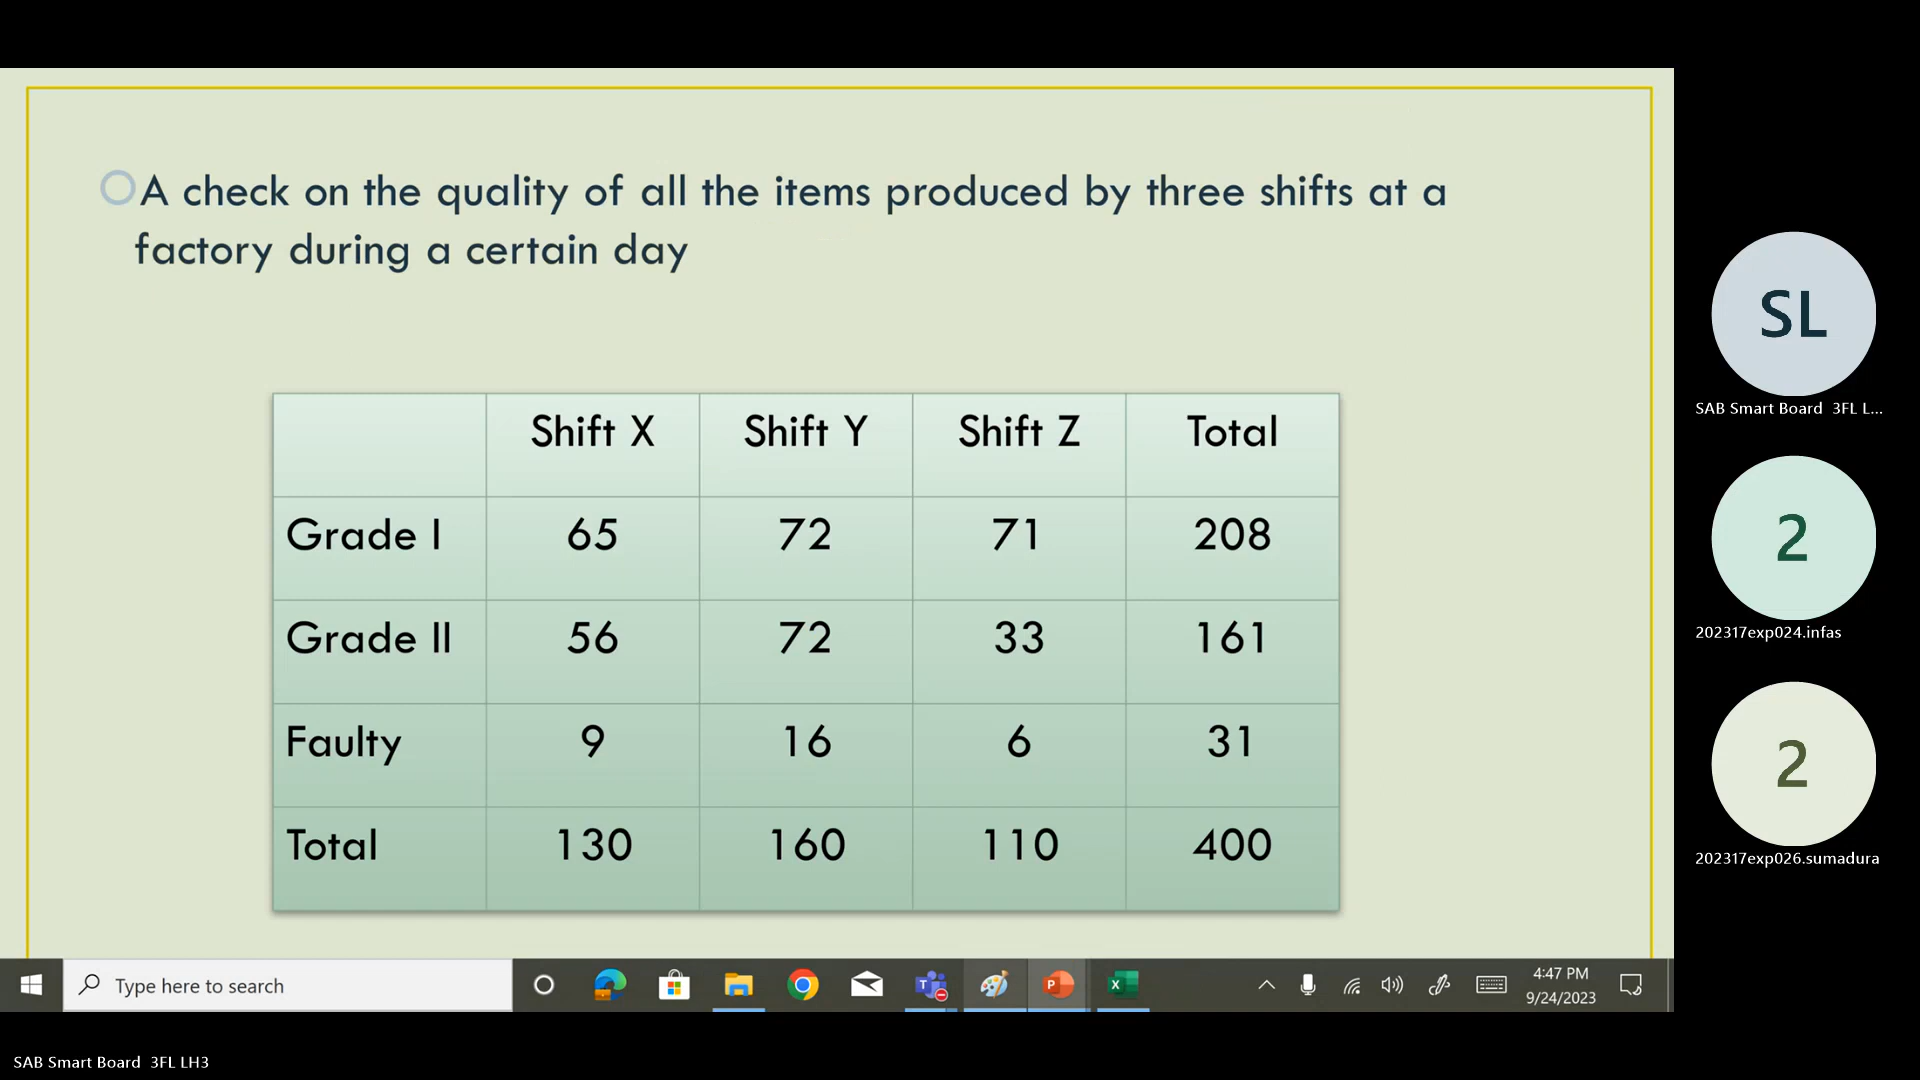 A check on the quality of all the items produced by three shifts at a
factory during a certain day
Shift X Shift Y Shift Z Total
Grade I 65 72 71 208
Grade II 56 72 33 161
Faulty 9 16 6 31
Total 130 160 110 400
SL
SAB Smart Board 3FL L...
2
202317exp024.infas
2
202317exp026.sumadura
Type here to search
4:47 PM
9/24/2023
SAB Smart Board 3FL LH3